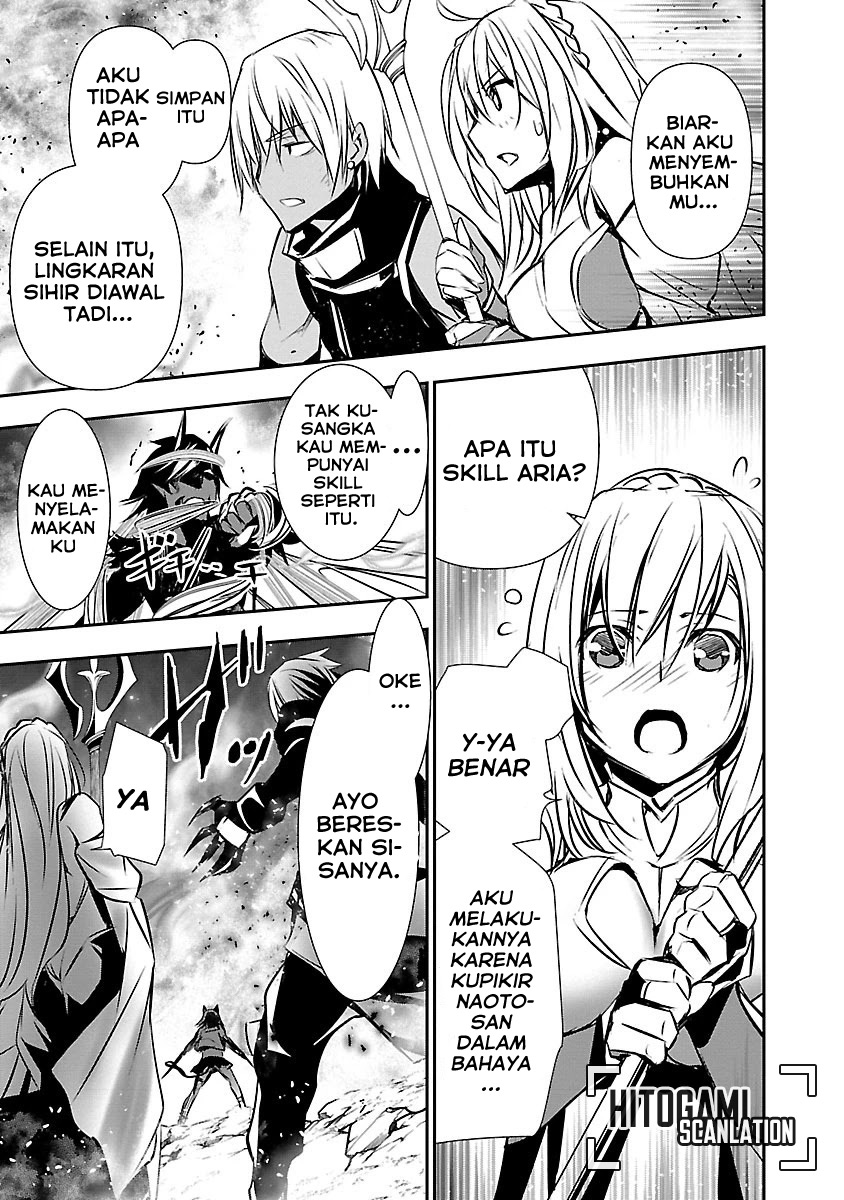 BIAR-
KAN AKU
MENYEM-
BUHKAN
MU...
SIMPAN
ITU
AKU
TIDAK
APA-
APA
SELAIN ITU,
LINGKARAN
SIHIR DIAWAL
TADI...
APA ITU
SKILL ARIA?
Y-YA
BENAR
AKU
MELAKU-
KANNYA
KARENA
KUPIKIR
NAOTO-
SAN
DALAM
BAHAYA
...
...
TAK KU-
SANGKA
KAU MEM-
PUNYAI
SKILL
SEPERTI
ITU.
KAU ME-
NYELA-
MAKAN
KU
ギギ…
OKE
...
AYO
BERES-
KAN SI-
SANYA.
YA
HITOGAMI
SCANLATION